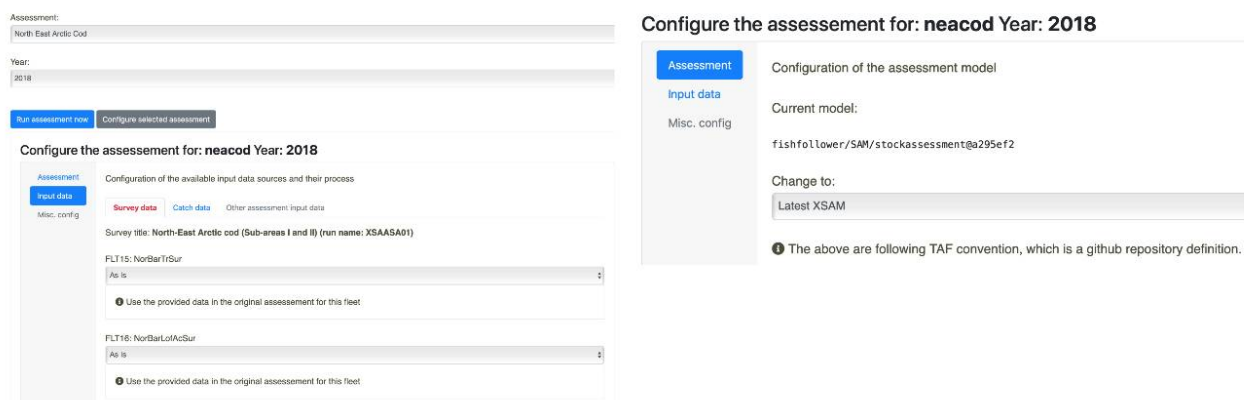 Assessment:
North East Arctic Cod
Year:
2018
Run assessment now
Configure selected assessment
Configure the assessement for: neacod Year: 2018
Assessment
Input data
Misc. config
Configuration of the available input data sources and their process
Survey data
Catch data
Other assessment input data
Survey title: North-East Arctic cod (Sub-areas I and II) (run name: XSAASA01)
FLT15: NorBarTrSur
As is
Use the provided data in the original assessement for this fleet
FLT16: NorBarLofAcSur
As is
Use the provided data in the original assessement for this fleet
Configure the assessement for: neacod Year: 2018
Assessment
Input data
Misc. config
Configuration of the assessment model
Current model:
fishfollower/SAM/stockassessment@a295ef2
Change to:
Latest XSAM
The above are following TAF convention, which is a github repository definition.